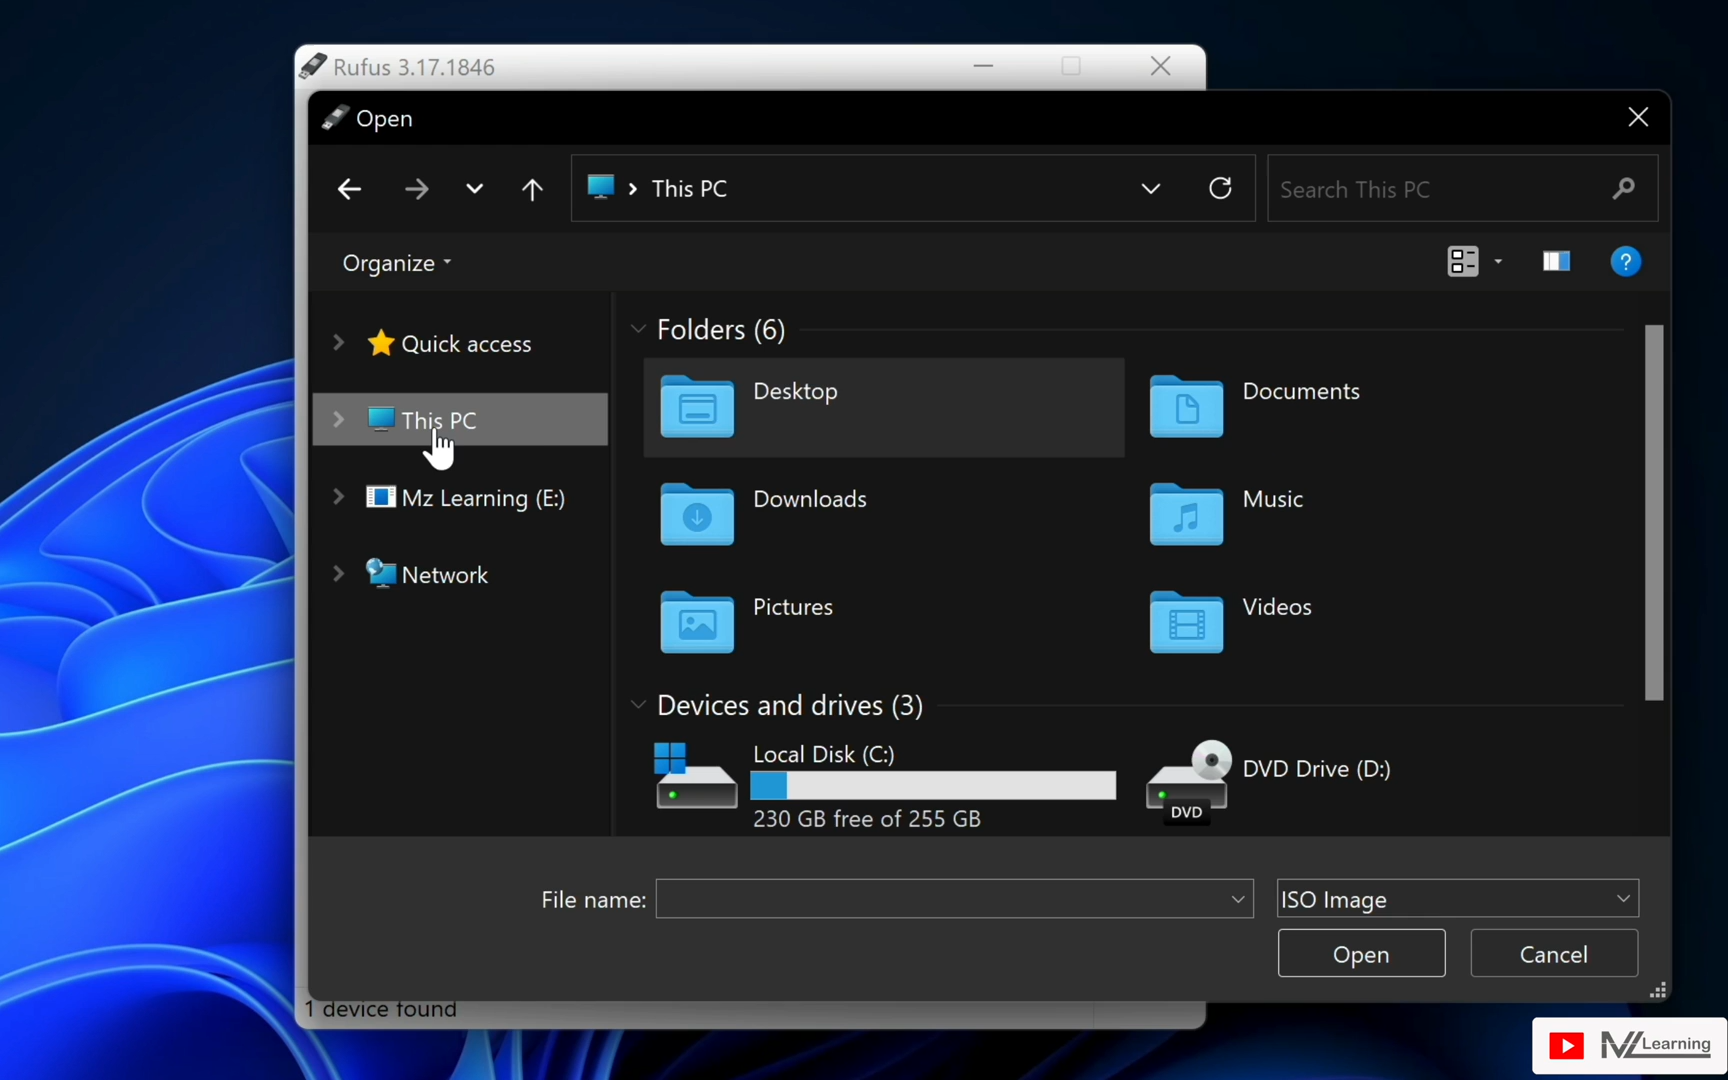 Rufus 3.17.1846
Open
This PC
Search This PC
Organize
?
Quick access
This PC
Mz Learning (E:)
Network
Folders (6)
Desktop
Documents
Downloads
Music
Pictures
Videos
Devices and drives (3)
Local Disk (C:)
230 GB free of 255 GB
DVD Drive (D:)
DVD
File name:
ISO Image
Open
Cancel
1 device found
MZ Learning